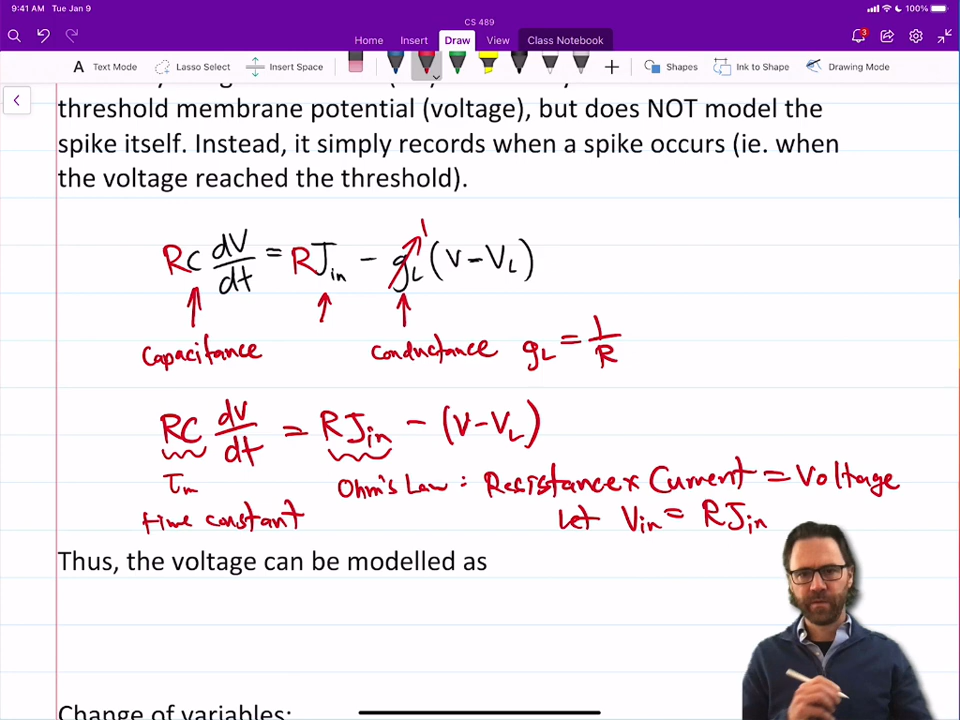 9:41 AM Tue Jan 9
100%
CS 489
Home Insert Draw View Class Notebook
3
A Text Mode Lasso Select Insert Space Shapes Ink to Shape Drawing Mode
threshold membrane potential (voltage), but does NOT model the
spike itself. Instead, it simply records when a spike occurs (ie. when
the voltage reached the threshold).
1
RC dV/dt = RJin - gL (V-VL)
Capacitance conductance gL = 1/R
RC dV/dt = RJin - (V-VL)
τm Ohm's Law : Resistance x Current = Voltage
time constant Let Vin = RJin
Thus, the voltage can be modelled as
Change of variables: